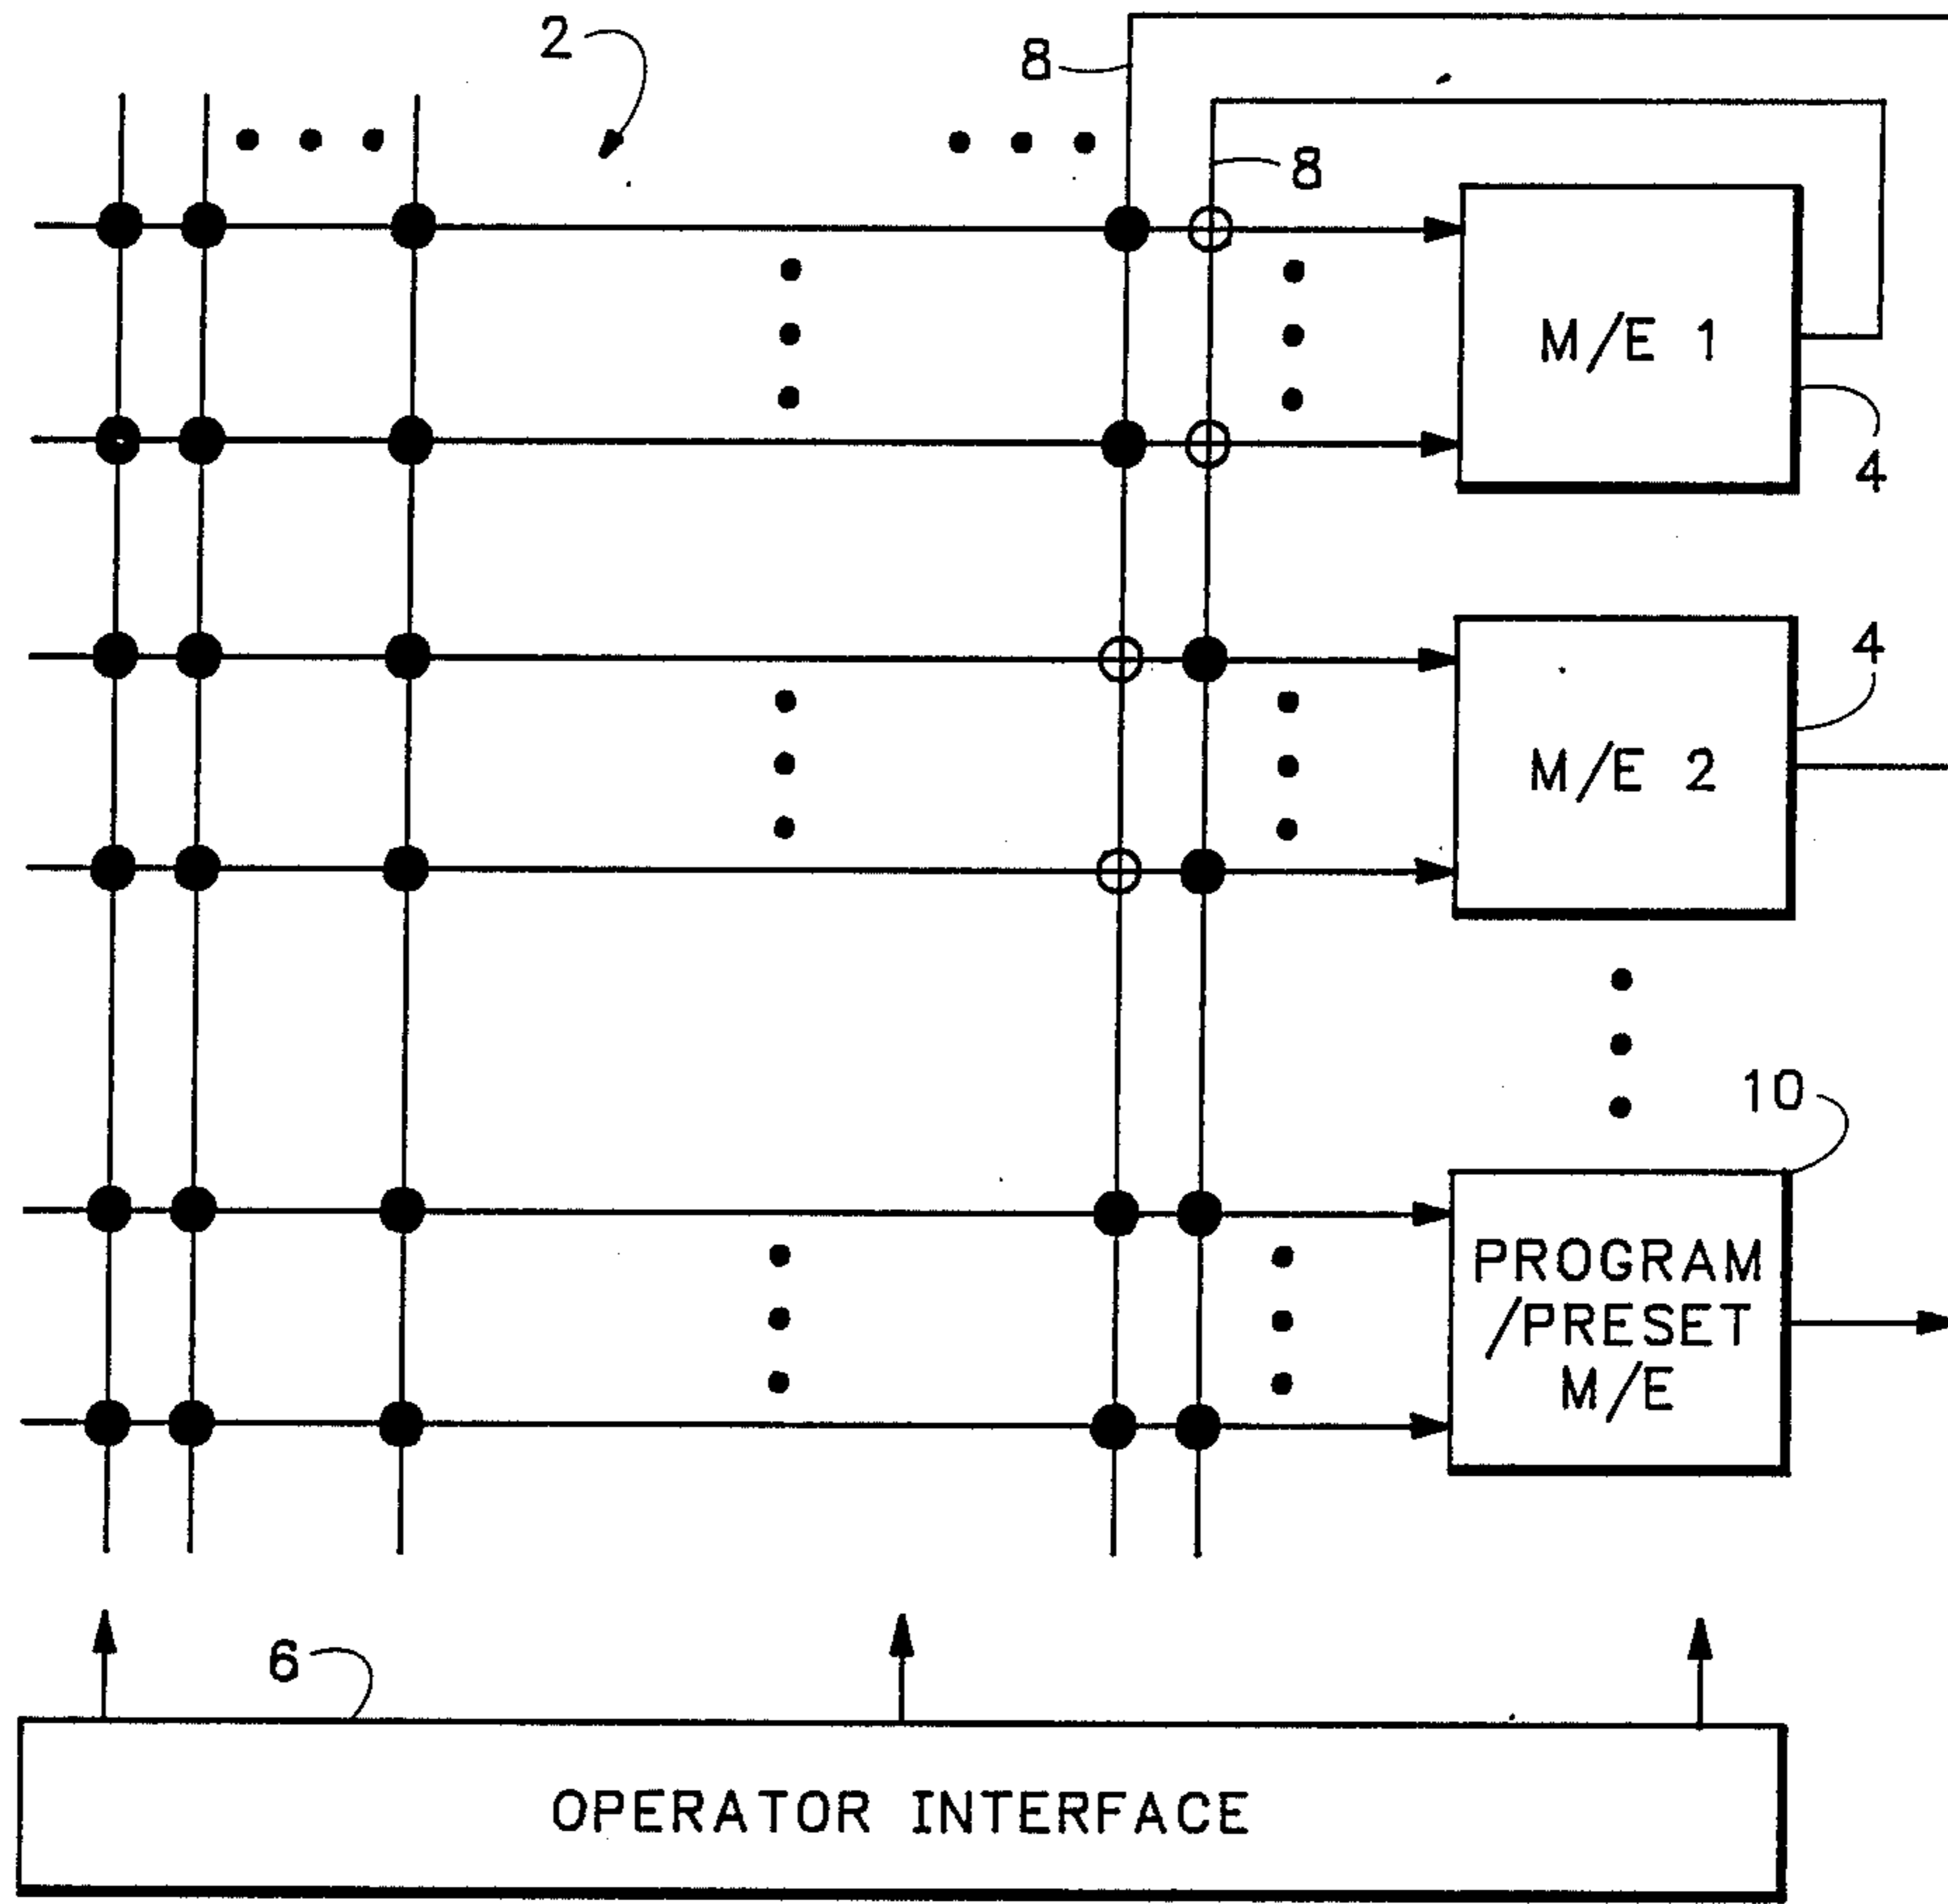 2
8
8
M/E 1
4
4
M/E 2
10
PROGRAM
/PRESET
M/E
6
OPERATOR INTERFACE